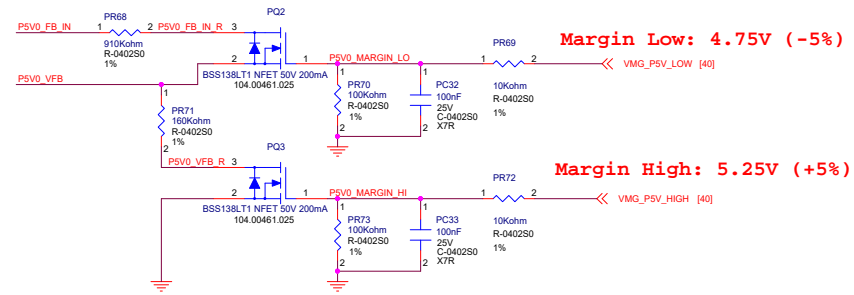 PR68
PQ2
P5V0_FB_IN
1
2
P5V0_FB_IN_R
3
910Kohm
R-0402S0
1%
Margin Low: 4.75V (-5%)
PR69
2
1
P5V0_MARGIN_LO
1
2
VMG_P5V_LOW [40]
BSS138LT1 NFET 50V 200mA
104.00461.025
P5V0_VFB
1
PR71
160Kohm
R-0402S0
1%
2
1
PR70
100Kohm
R-0402S0
1%
2
1
PC32
100nF
25V
C-0402S0
X7R
2
10Kohm
R-0402S0
1%
PQ3
P5V0_VFB_R
3
Margin High: 5.25V (+5%)
PR72
2
1
P5V0_MARGIN_HI
1
2
VMG_P5V_HIGH [40]
BSS138LT1 NFET 50V 200mA
104.00461.025
1
PR73
100Kohm
R-0402S0
1%
2
1
PC33
100nF
25V
C-0402S0
X7R
2
10Kohm
R-0402S0
1%